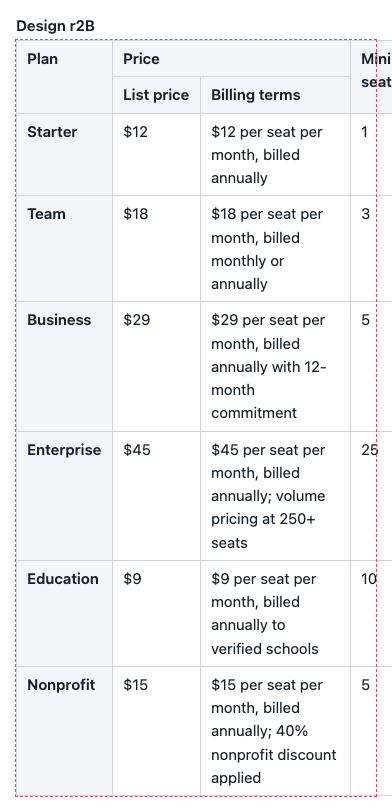 Design r2B
Plan
Price
Mini
seat
List price
Billing terms
Starter
$12
$12 per seat per
month, billed
annually
1
Team
$18
$18 per seat per
month, billed
monthly or
annually
3
Business
$29
$29 per seat per
month, billed
annually with 12-
month
commitment
5
Enterprise
$45
$45 per seat per
month, billed
annually; volume
pricing at 250+
seats
25
Education
$9
$9 per seat per
month, billed
annually to
verified schools
10
Nonprofit
$15
$15 per seat per
month, billed
annually; 40%
nonprofit discount
applied
5